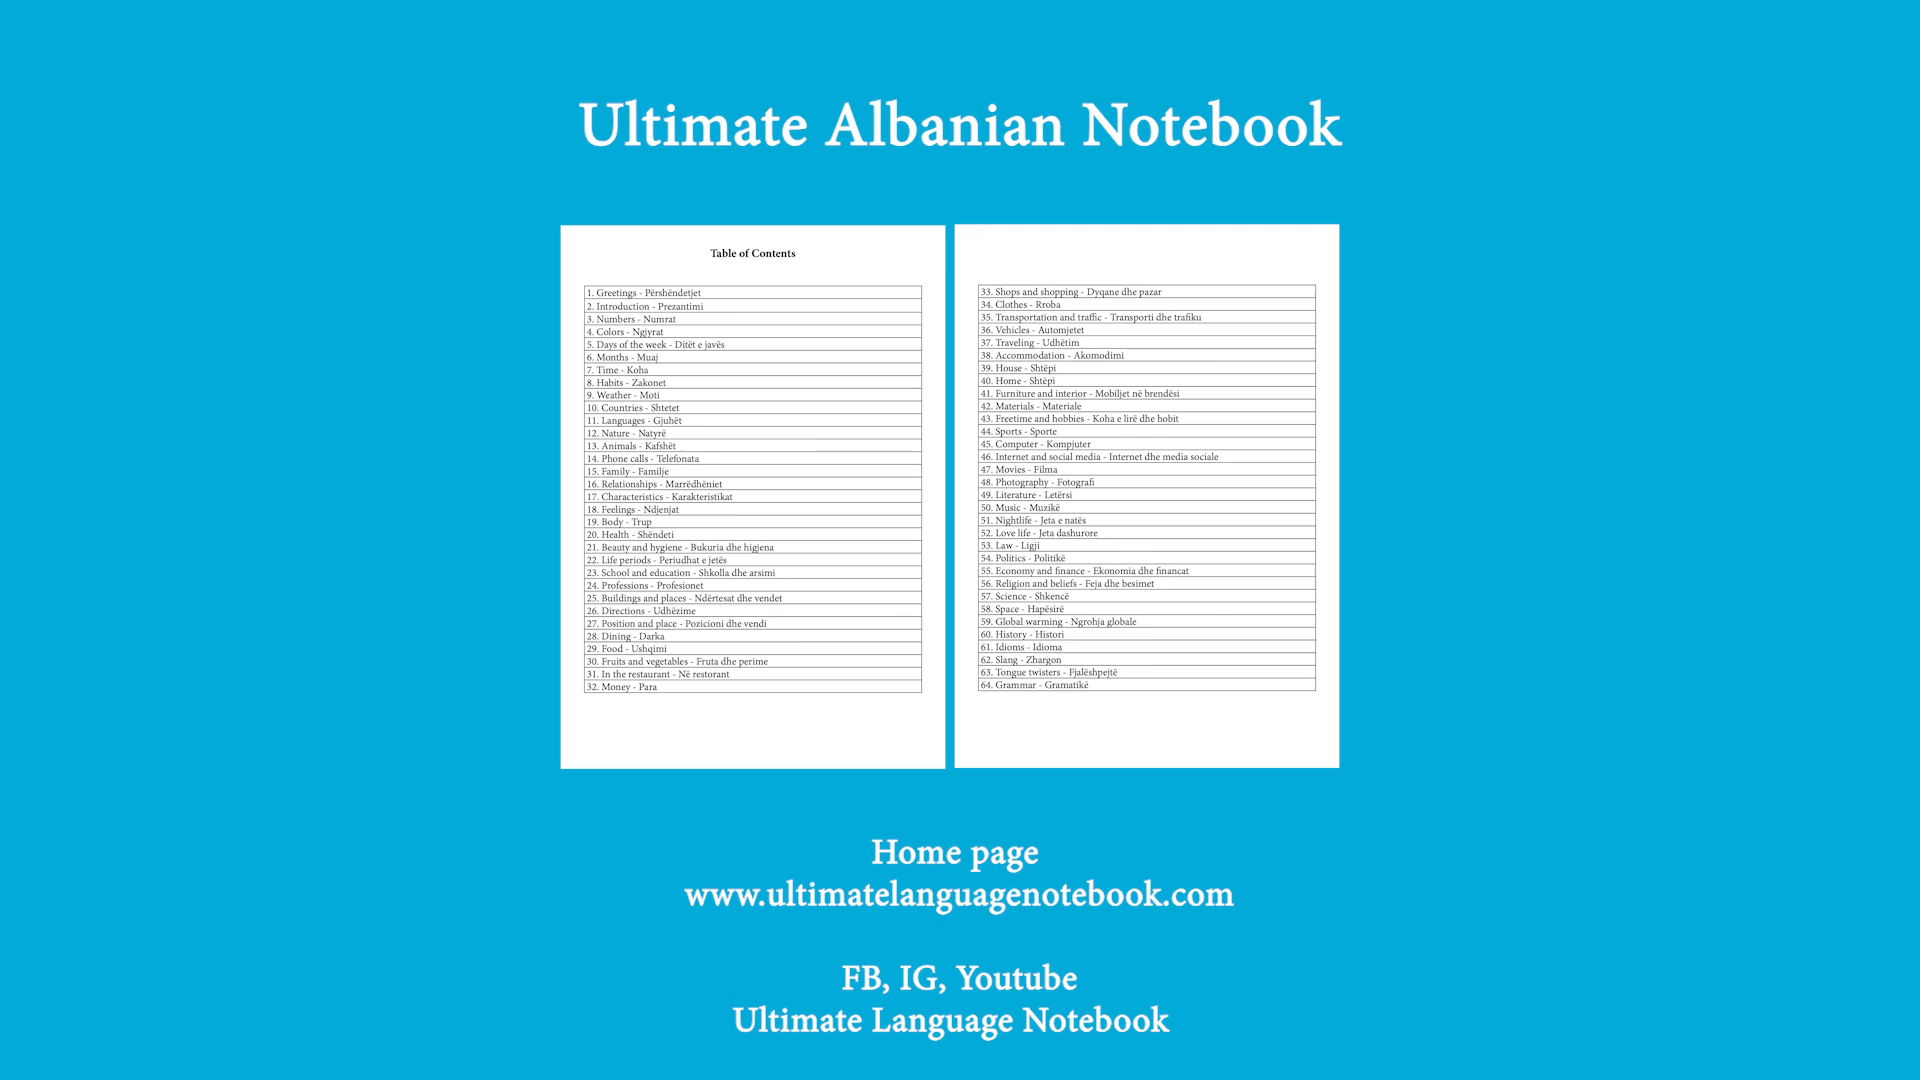 Ultimate Albanian Notebook
Table of Contents
1. Greetings - Përshëndetjet
2. Introduction - Prezantimi
3. Numbers - Numrat
4. Colors - Ngjyrat
5. Days of the week - Ditët e javës
6. Months - Muaj
7. Time - Koha
8. Habits - Zakonet
9. Weather - Moti
10. Countries - Shtetet
11. Languages - Gjuhët
12. Nature - Natyrë
13. Animals - Kafshët
14. Phone calls - Telefonata
15. Family - Familje
16. Relationships - Marrëdhëniet
17. Characteristics - Karakteristikat
18. Feelings - Ndjenjat
19. Body - Trup
20. Health - Shëndeti
21. Beauty and hygiene - Bukuria dhe higjena
22. Life periods - Periudhat e jetës
23. School and education - Shkolla dhe arsimi
24. Professions - Profesionet
25. Buildings and places - Ndërtesat dhe vendet
26. Directions - Udhëzime
27. Position and place - Pozicioni dhe vendi
28. Dining - Darka
29. Food - Ushqimi
30. Fruits and vegetables - Fruta dhe perime
31. In the restaurant - Në restorant
32. Money - Para
33. Shops and shopping - Dyqane dhe pazar
34. Clothes - Rroba
35. Transportation and traffic - Transporti dhe trafiku
36. Vehicles - Automjetet
37. Traveling - Udhëtim
38. Accommodation - Akomodimi
39. House - Shtëpi
40. Home - Shtëpi
41. Furniture and interior - Mobiljet në brendësi
42. Materials - Materiale
43. Freetime and hobbies - Koha e lirë dhe hobit
44. Sports - Sporte
45. Computer - Kompjuter
46. Internet and social media - Internet dhe media sociale
47. Movies - Filma
48. Photography - Fotografi
49. Literature - Letërsi
50. Music - Muzikë
51. Nightlife - Jeta e natës
52. Love life - Jeta dashurore
53. Law - Ligji
54. Politics - Politikë
55. Economy and finance - Ekonomia dhe financat
56. Religion and beliefs - Feja dhe besimet
57. Science - Shkencë
58. Space - Hapësirë
59. Global warming - Ngrohja globale
60. History - Histori
61. Idioms - Idioma
62. Slang - Zhargon
63. Tongue twisters - Fjalëshpejtë
64. Grammar - Gramatikë
Home page
www.ultimatelanguagenotebook.com
FB, IG, Youtube
Ultimate Language Notebook